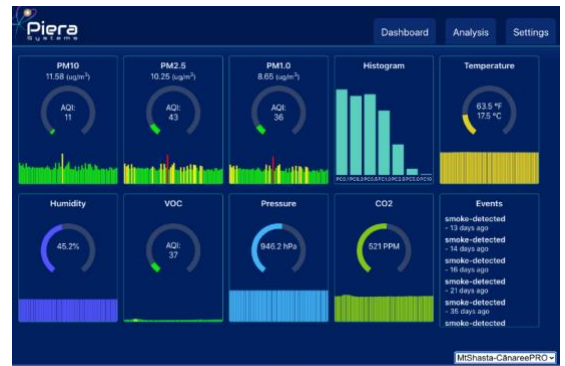 Piera
Systems
Dashboard
Analysis
Settings
PM10
11.58 (ug/m³)
AQI:
11
PM2.5
10.25 (ug/m³)
AQI:
43
PM1.0
8.65 (ug/m³)
AQI:
36
Histogram
Temperature
63.5 °F
17.5 °C
Humidity
45.2%
VOC
AQI:
37
Pressure
946.2 hPa
CO2
521 PPM
Events
smoke-detected
- 13 days ago
smoke-detected
- 14 days ago
smoke-detected
- 16 days ago
smoke-detected
- 21 days ago
smoke-detected
- 35 days ago
smoke-detected
MtShasta-CānareePRO